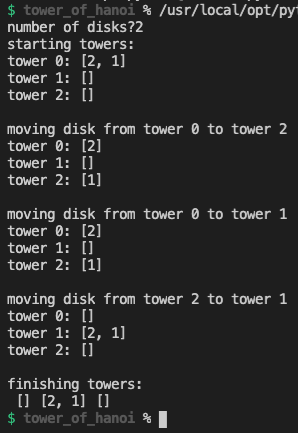 $ tower_of_hanoi % /usr/local/opt/pyt
number of disks?2
starting towers:
tower 0: [2, 1]
tower 1: []
tower 2: []
moving disk from tower 0 to tower 2
tower 0: [2]
tower 1: []
tower 2: [1]
moving disk from tower 0 to tower 1
tower 0: [2]
tower 1: []
tower 2: [1]
moving disk from tower 2 to tower 1
tower 0: []
tower 1: [2, 1]
tower 2: []
finishing towers:
[] [2, 1] []
$ tower_of_hanoi %